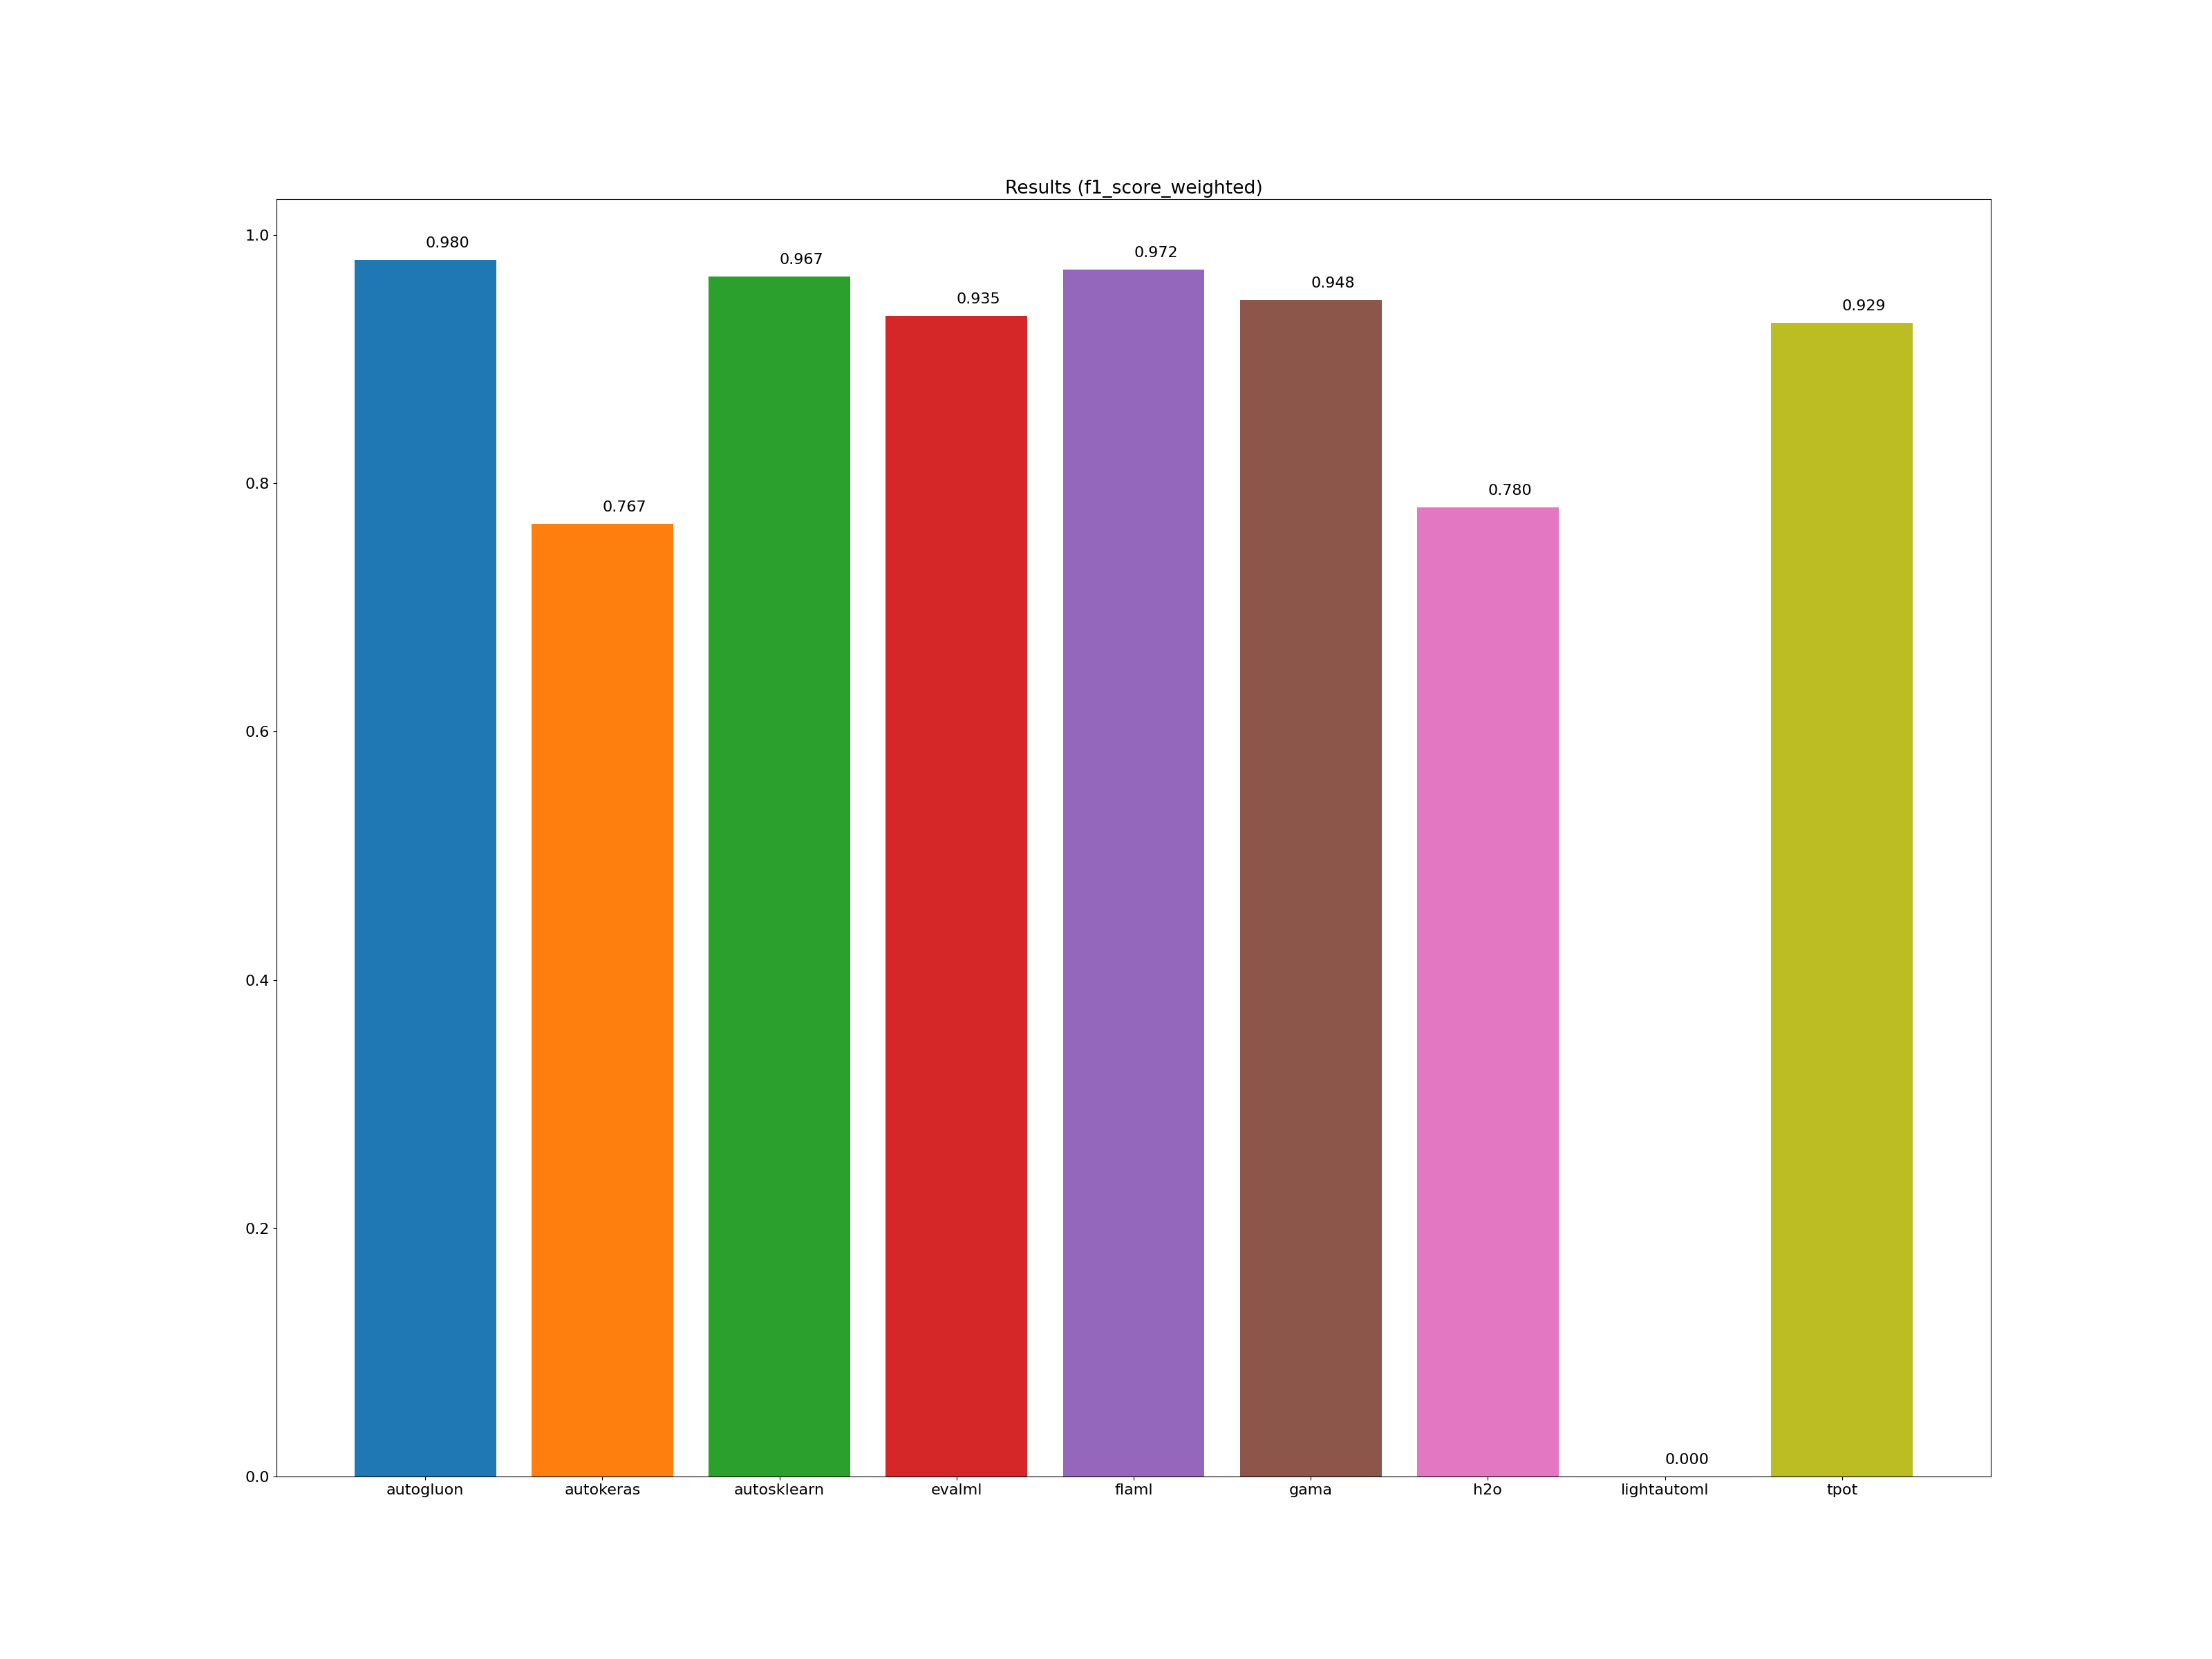 Results (f1_score_weighted)
1.0
0.8
0.6
0.4
0.2
0.0
0.980
0.767
0.967
0.935
0.972
0.948
0.780
0.000
0.929
autogluon
autokeras
autosklearn
evalml
flaml
gama
h2o
lightautoml
tpot